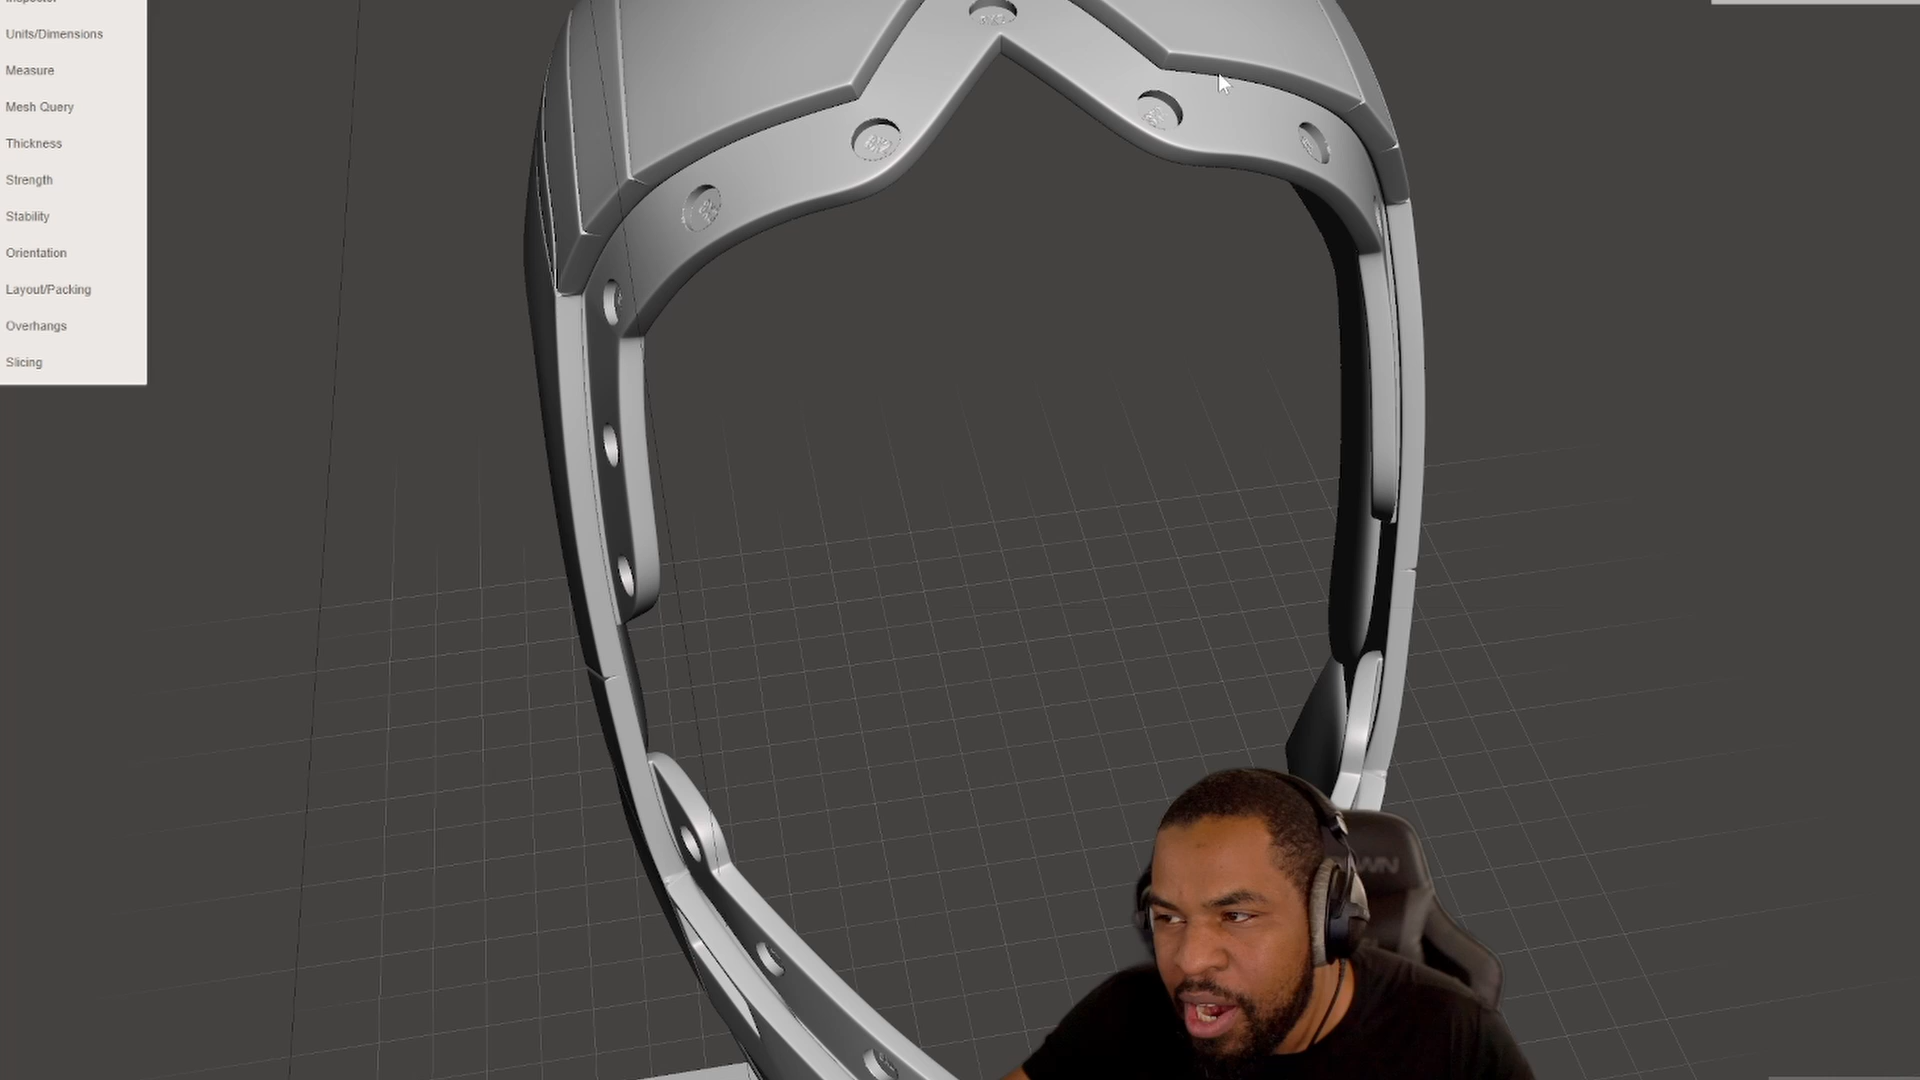 Units/Dimensions
Measure
Mesh Query
Thickness
Strength
Stability
Orientation
Layout/Packing
Overhangs
Slicing